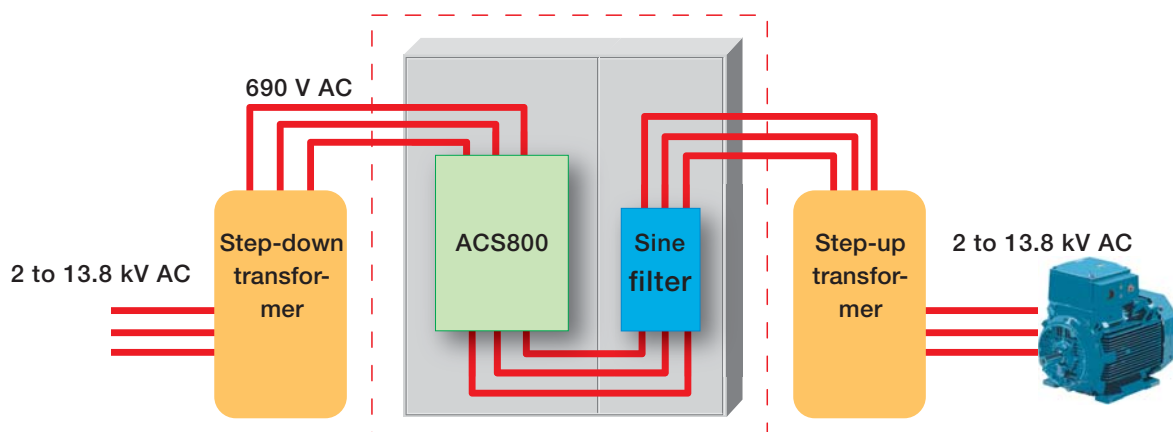 690 V AC
2 to 13.8 kV AC
Step-down
transfor-
mer
ACS800
Sine
filter
Step-up
transfor-
mer
2 to 13.8 kV AC